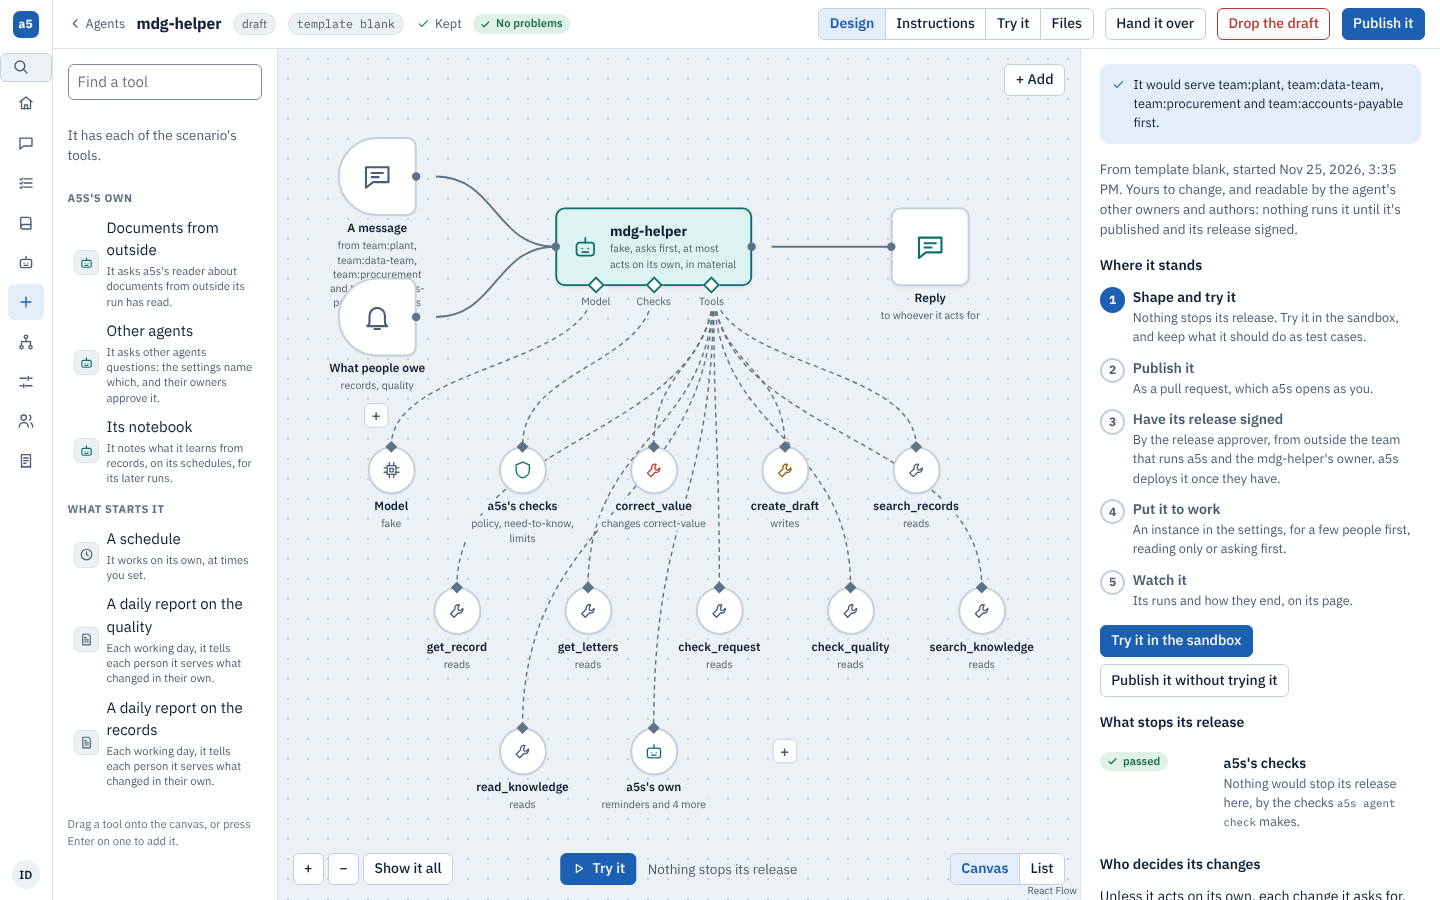 a5
Agents
mdg-helper
draft
template blank
Kept
No problems
Design
Instructions
Try it
Files
Hand it over
Drop the draft
Publish it
Find a tool
It has each of the scenario's
tools.
A5S'S OWN
Documents from
outside
It asks a5s's reader about
documents from outside its
run has read.
Other agents
It asks other agents
questions: the settings name
which, and their owners
approve it.
Its notebook
It notes what it learns from
records, on its schedules, for
its later runs.
WHAT STARTS IT
A schedule
It works on its own, at times
you set.
A daily report on the
quality
Each working day, it tells
each person it serves what
changed in their own.
A daily report on the
records
Each working day, it tells
each person it serves what
changed in their own.
Drag a tool onto the canvas, or press
Enter on one to add it.
ID
+ Add
A message
from team:plant,
team:data-team,
team:procurement
What people owe
records, quality
+
mdg-helper
fake, asks first, at most
acts on its own, in material
Model
Checks
Tools
Reply
to whoever it acts for
Model
fake
a5s's checks
policy, need-to-know,
limits
correct_value
changes correct-value
create_draft
writes
search_records
reads
get_record
reads
get_letters
reads
check_request
reads
check_quality
reads
search_knowledge
reads
read_knowledge
reads
a5s's own
reminders and 4 more
+
+
−
Show it all
Try it
Nothing stops its release
Canvas
List
React Flow
It would serve team:plant, team:data-team,
team:procurement and team:accounts-payable
first.
From template blank, started Nov 25, 2026, 3:35
PM. Yours to change, and readable by the agent's
other owners and authors: nothing runs it until it's
published and its release signed.
Where it stands
1
Shape and try it
Nothing stops its release. Try it in the sandbox,
and keep what it should do as test cases.
2
Publish it
As a pull request, which a5s opens as you.
3
Have its release signed
By the release approver, from outside the team
that runs a5s and the mdg-helper's owner. a5s
deploys it once they have.
4
Put it to work
An instance in the settings, for a few people first,
reading only or asking first.
5
Watch it
Its runs and how they end, on its page.
Try it in the sandbox
Publish it without trying it
What stops its release
passed
a5s's checks
Nothing would stop its release
here, by the checks a5s agent
check makes.
Who decides its changes
Unless it acts on its own, each change it asks for,